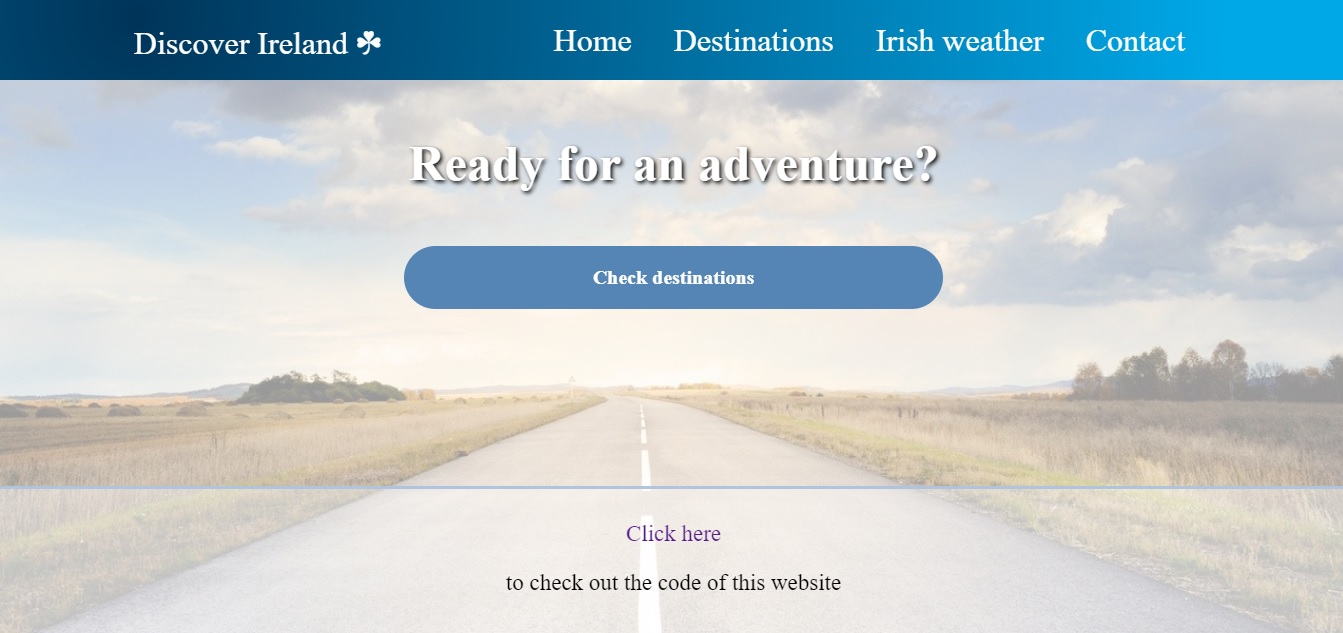 Discover Ireland ☘
Home Destinations Irish weather Contact
Ready for an adventure?
Check destinations
Click here
to check out the code of this website